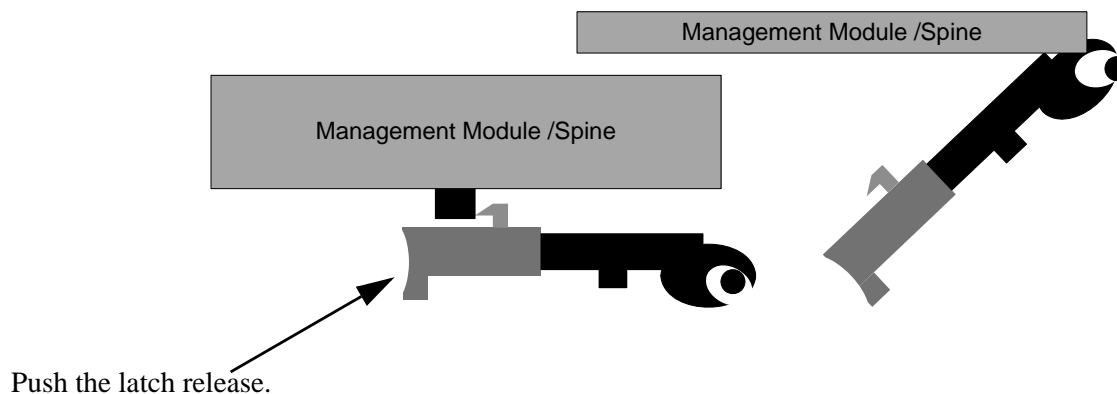 Management Module /Spine
Management Module /Spine
Push the latch release.